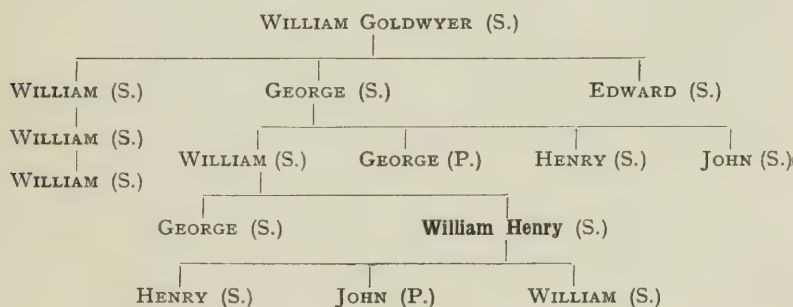 WILLIAM GOLDWYER (S.)
WILLIAM (S.) GEORGE (S.) EDWARD (S.)
WILLIAM (S.)
WILLIAM (S.) GEORGE (P.) HENRY (S.) JOHN (S.)
WILLIAM (S.)
GEORGE (S.) William Henry (S.)
HENRY (S.) JOHN (P.) WILLIAM (S.)